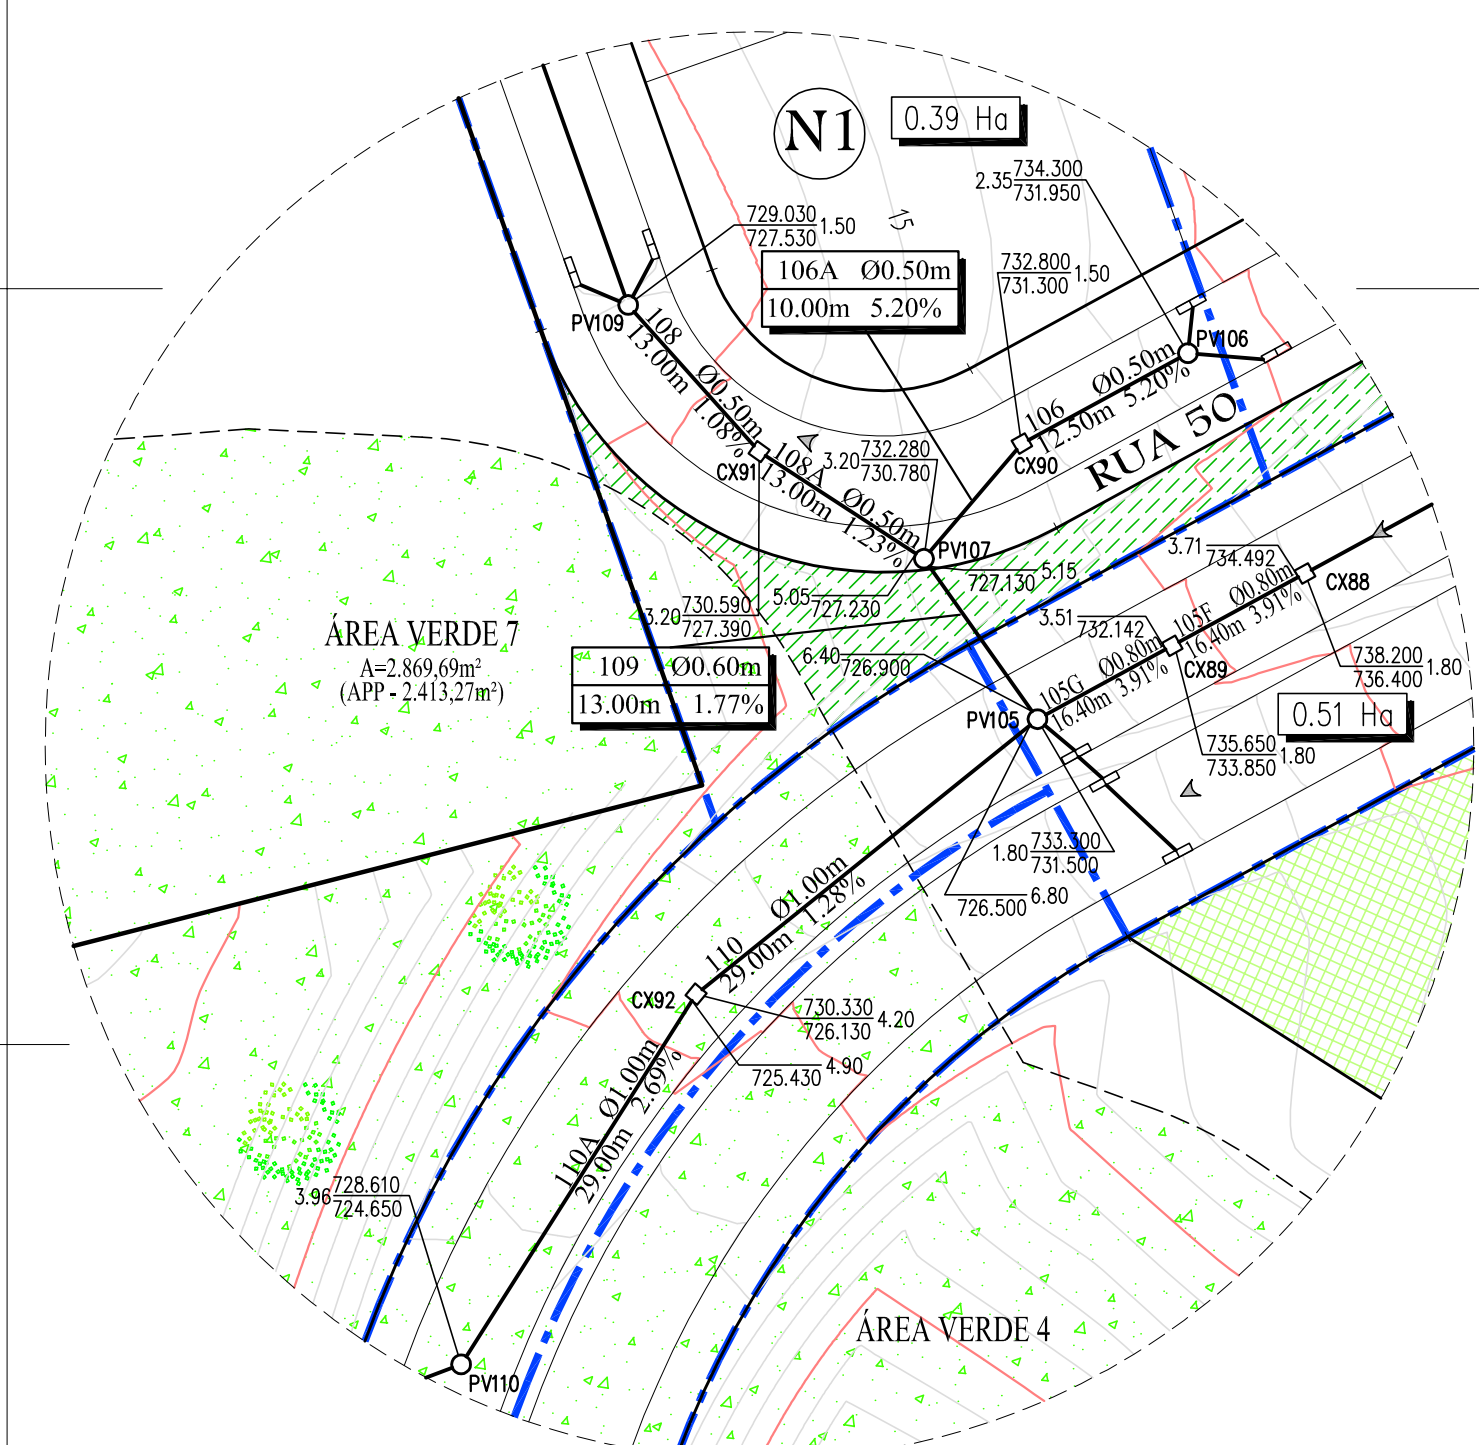 N1
0.39 Ha
2.35
734.300
731.950
729.030
727.530
1.50
15
732.800
731.300
1.50
106A Ø0.50m
10.00m 5.20%
PV109
108 Ø0.50m
13.00m 1.08%
PV106
106 Ø0.50m
12.50m 5.20%
CX90
RUA 50
CX91
108A Ø0.50m
13.00m 1.23%
3.20
732.280
730.780
PV107
727.130
5.15
5.05
727.230
3.71
734.492
CX88
105F Ø0.80m
16.40m 3.91%
3.51
732.142
CX89
105G Ø0.80m
16.40m 3.91%
738.200
736.400
1.80
3.20
730.590
727.390
ÁREA VERDE 7
A=2.869,69m²
(APP - 2.413,27m²)
109 Ø0.60m
13.00m 1.77%
6.40
726.900
PV105
0.51 Ha
735.650
733.850
1.80
1.80
733.300
731.500
726.500
6.80
110 Ø1.00m
29.00m 1.28%
CX92
730.330
726.130
4.20
725.430
4.90
110A Ø1.00m
29.00m 2.69%
3.96
728.610
724.650
PV110
ÁREA VERDE 4